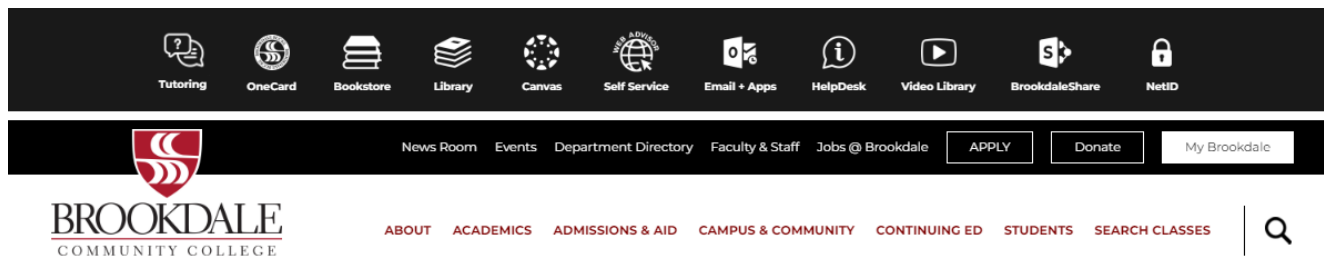 WEB ADVISOR
Tutoring OneCard Bookstore Library Canvas Self Service Email + Apps HelpDesk Video Library BrookdaleShare NetID
News Room Events Department Directory Faculty & Staff Jobs @ Brookdale APPLY Donate My Brookdale
BROOKDALE
COMMUNITY COLLEGE
ABOUT ACADEMICS ADMISSIONS & AID CAMPUS & COMMUNITY CONTINUING ED STUDENTS SEARCH CLASSES